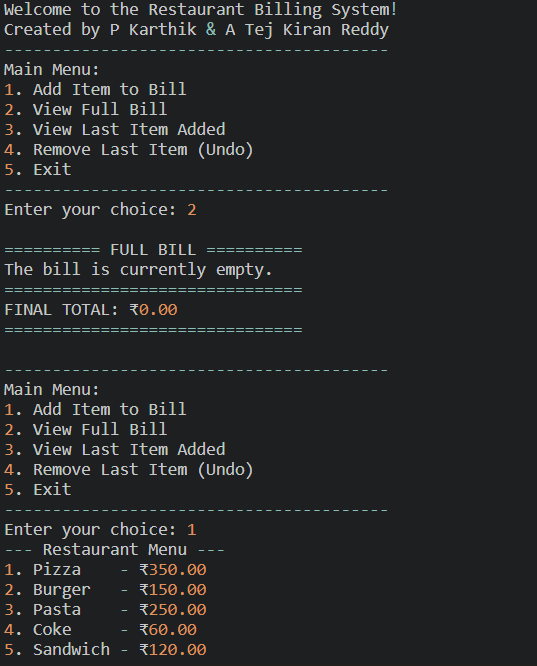 Welcome to the Restaurant Billing System!
Created by P Karthik & A Tej Kiran Reddy
----------------------------------------
Main Menu:
1. Add Item to Bill
2. View Full Bill
3. View Last Item Added
4. Remove Last Item (Undo)
5. Exit
----------------------------------------
Enter your choice: 2

========== FULL BILL ==========
The bill is currently empty.
===============================
FINAL TOTAL: ₹0.00
===============================

----------------------------------------
Main Menu:
1. Add Item to Bill
2. View Full Bill
3. View Last Item Added
4. Remove Last Item (Undo)
5. Exit
----------------------------------------
Enter your choice: 1
--- Restaurant Menu ---
1. Pizza    - ₹350.00
2. Burger   - ₹150.00
3. Pasta    - ₹250.00
4. Coke     - ₹60.00
5. Sandwich - ₹120.00